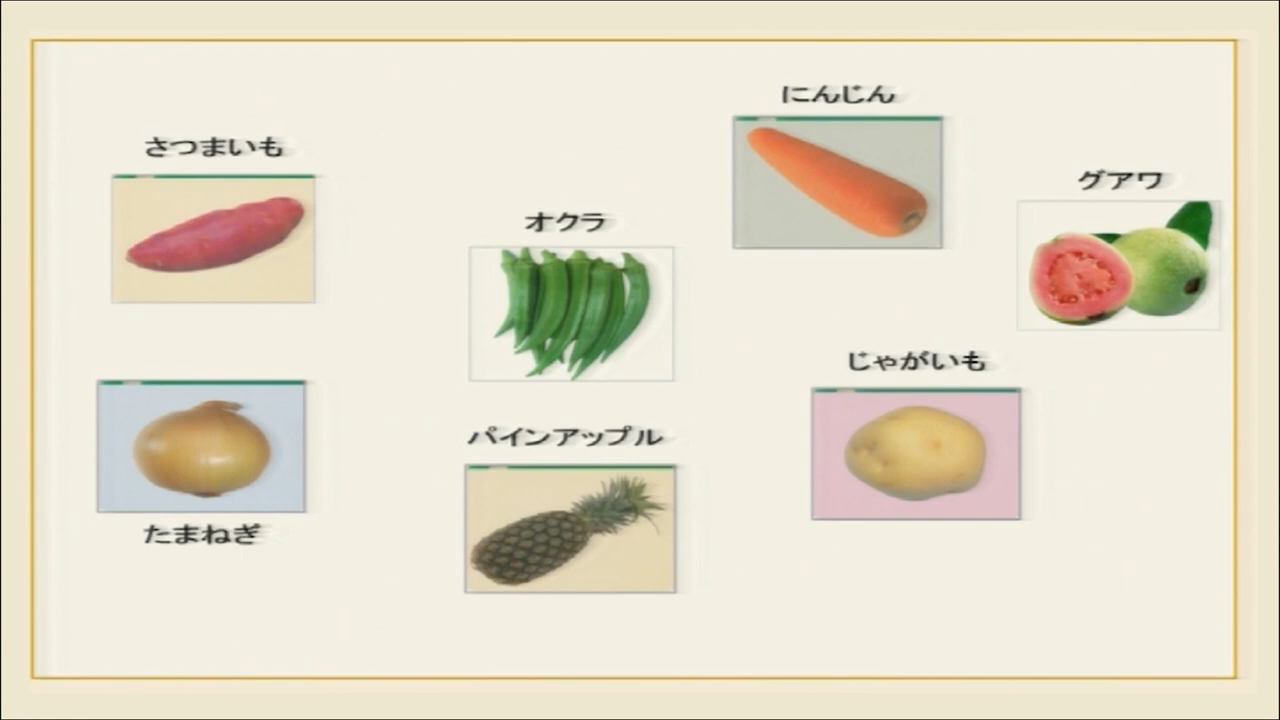 にんじん
さつまいも
グアワ
オクラ
じゃがいも
パインアップル
たまねぎ